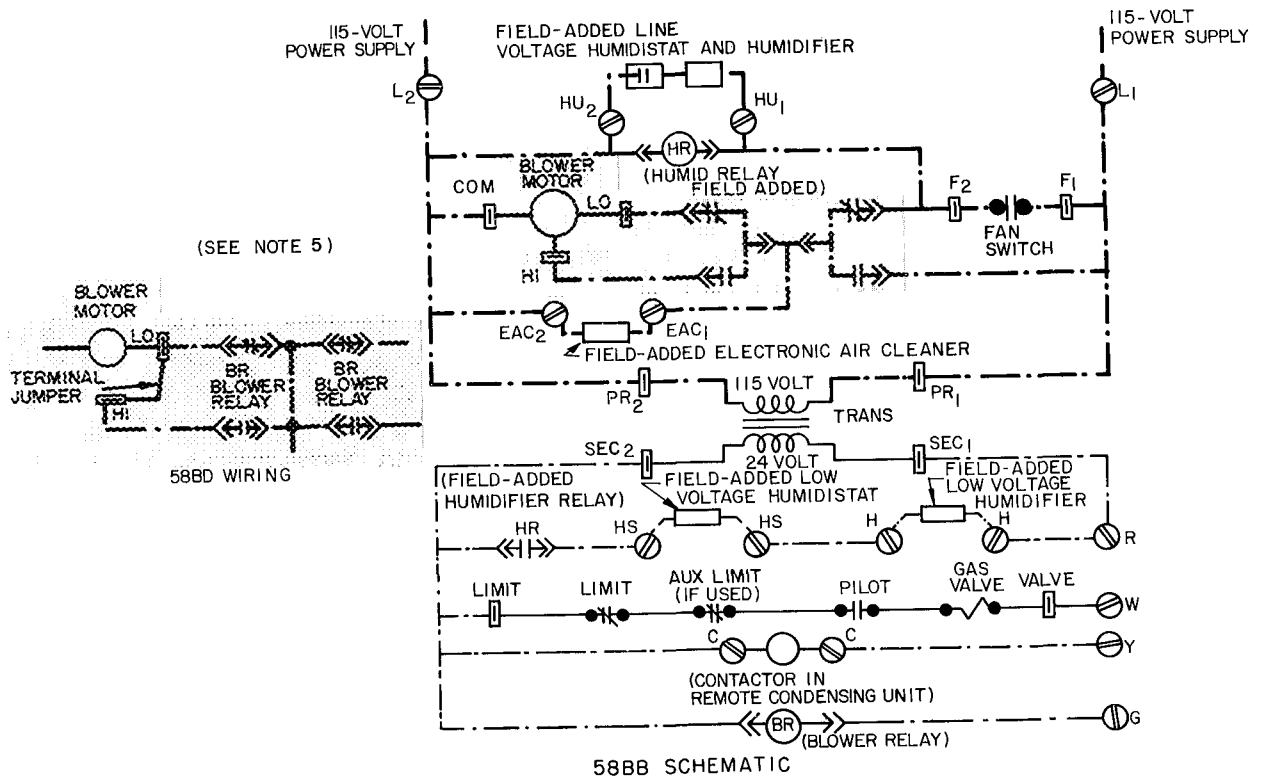 115-VOLT
POWER SUPPLY
FIELD-ADDED LINE
VOLTAGE HUMIDISTAT AND HUMIDIFIER
115-VOLT
POWER SUPPLY
L2
HU2
HU1
L1
HR
(HUMID RELAY
FIELD ADDED)
BLOWER
MOTOR
COM
LO
F2
F1
FAN
SWITCH
(SEE NOTE 5)
HI
BLOWER
MOTOR
LO
EAC2
EAC1
FIELD-ADDED ELECTRONIC AIR CLEANER
TERMINAL
JUMPER
HI
BR
BLOWER
RELAY
BR
BLOWER
RELAY
PR2
115 VOLT
PR1
TRANS
58BD WIRING
SEC2
24 VOLT
SEC1
(FIELD-ADDED
HUMIDIFIER RELAY)
FIELD-ADDED LOW
VOLTAGE HUMIDISTAT
FIELD-ADDED
LOW VOLTAGE
HUMIDIFIER
HR
HS
HS
H
H
R
LIMIT
LIMIT
AUX LIMIT
(IF USED)
PILOT
GAS
VALVE
VALVE
W
C
C
Y
(CONTACTOR IN
REMOTE CONDENSING UNIT)
BR
(BLOWER RELAY)
G
58BB SCHEMATIC